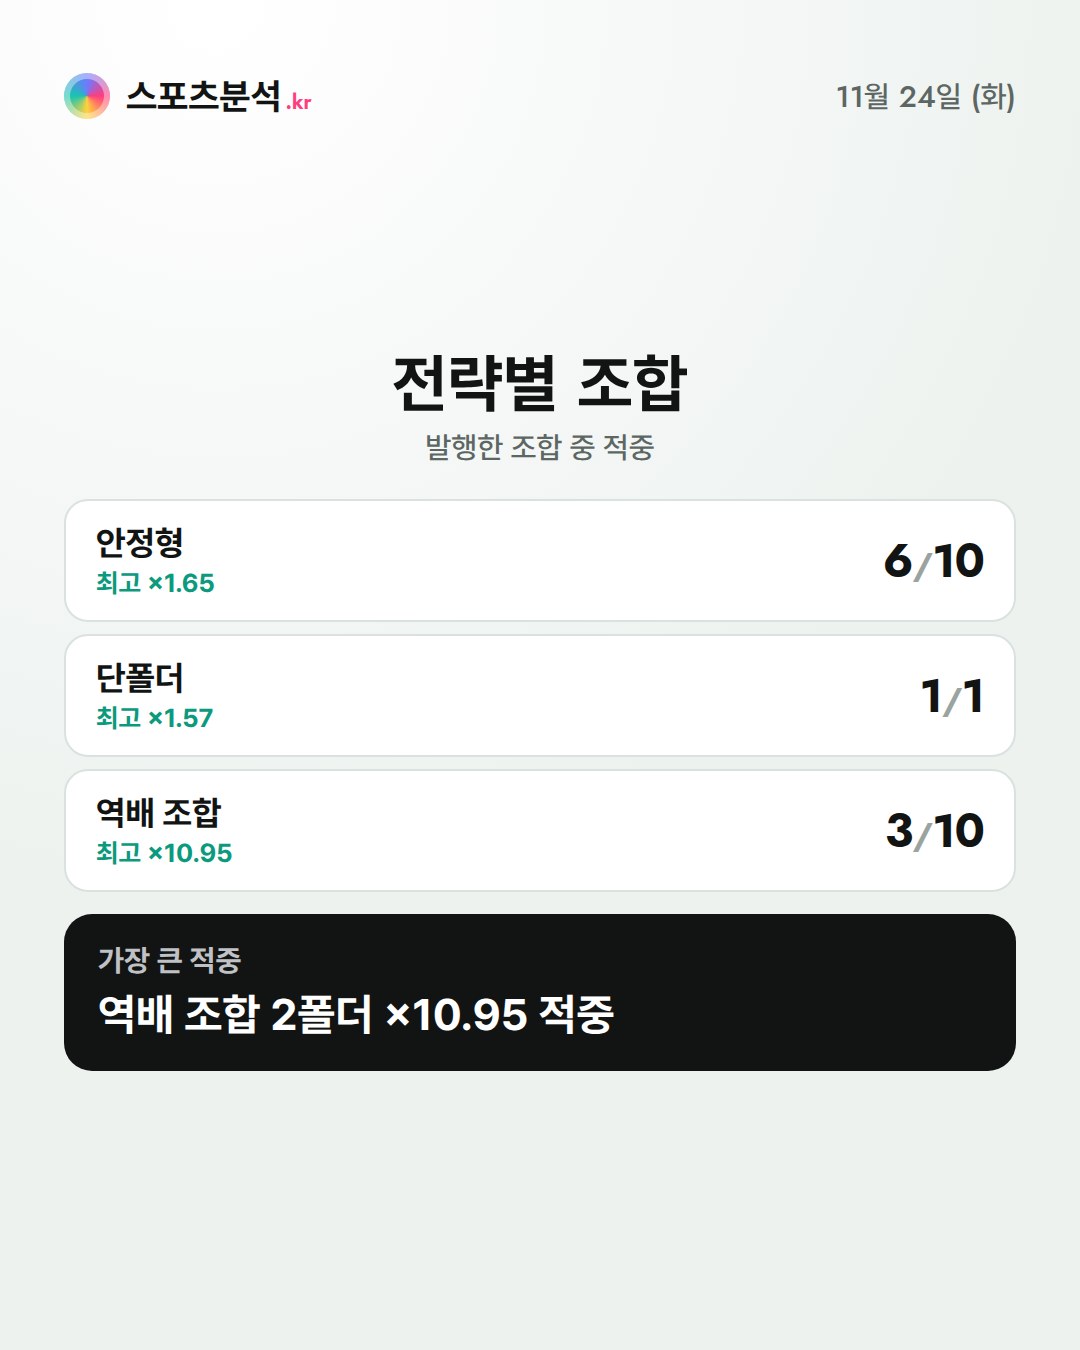 스포츠분석.kr
11월 24일 (화)
전략별 조합
발행한 조합 중 적중
안정형
최고 ×1.65
6/10
단폴더
최고 ×1.57
1/1
역배 조합
최고 ×10.95
3/10
가장 큰 적중
역배 조합 2폴더 ×10.95 적중